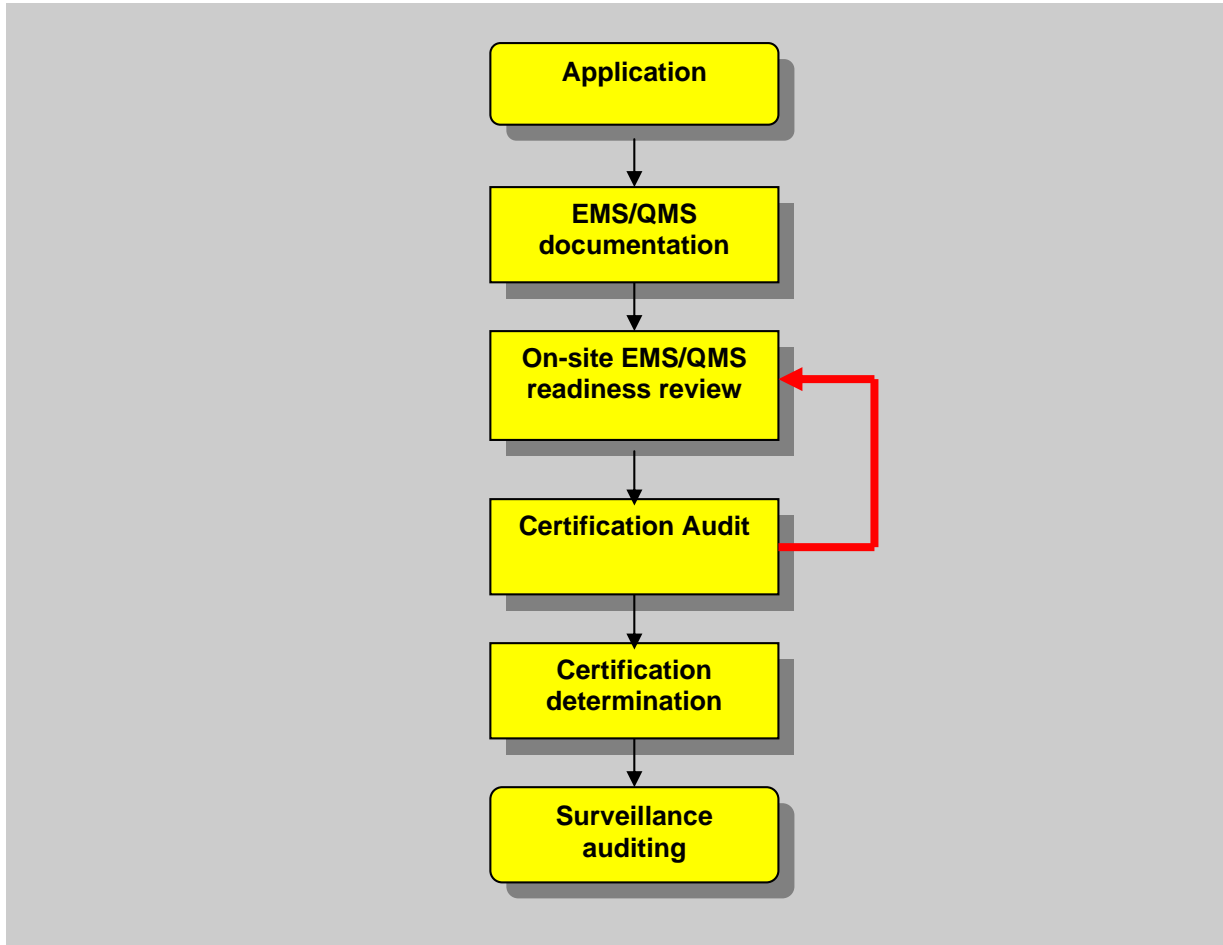 Application
EMS/QMS
documentation
On-site EMS/QMS
readiness review
Certification Audit
Certification
determination
Surveillance
auditing